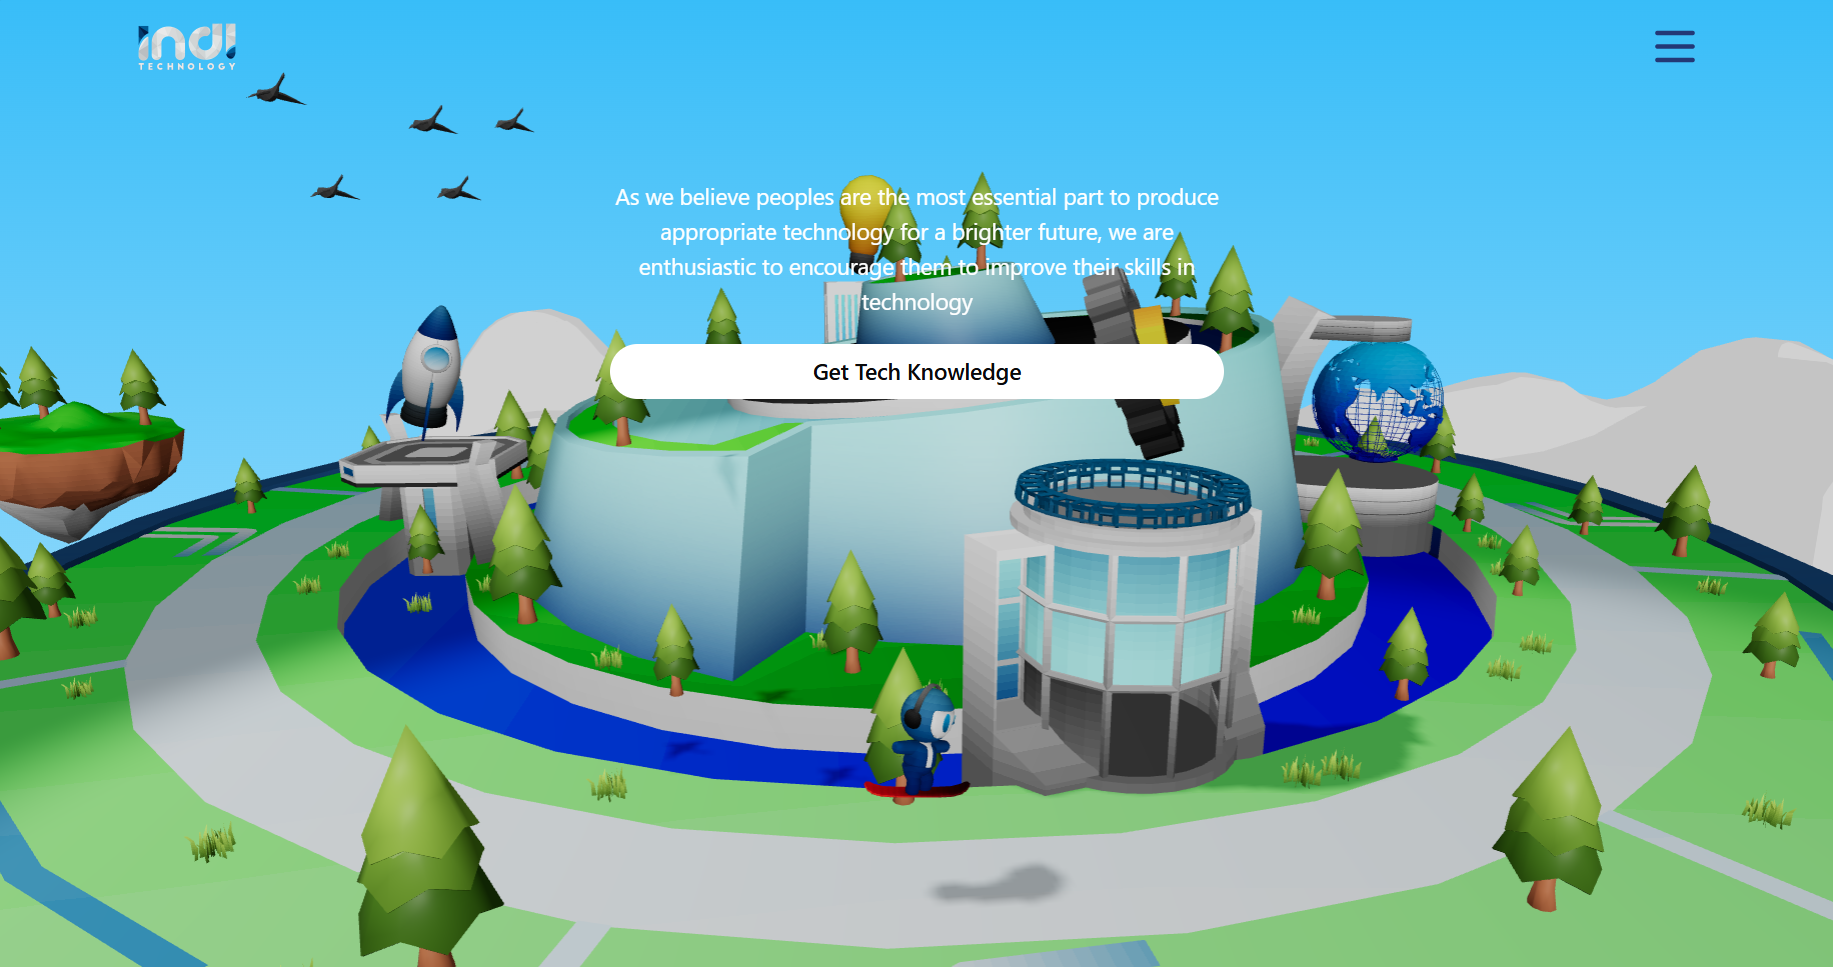 indi
TECHNOLOGY
As we believe peoples are the most essential part to produce
appropriate technology for a brighter future, we are
enthusiastic to encourage them to improve their skills in
technology
Get Tech Knowledge